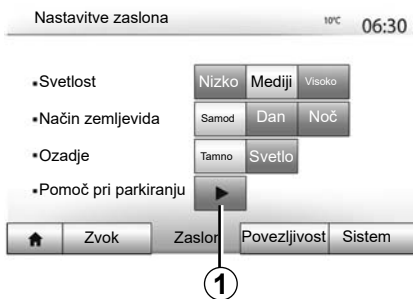 Nastavitve zaslona 10°C 06:30
▪Svetlost Nizko Mediji Visoko
▪Način zemljevida Samod Dan Noč
▪Ozadje Tamno Svetlo
▪Pomoč pri parkiranju
Zvok Zaslon Povezljivost Sistem
1